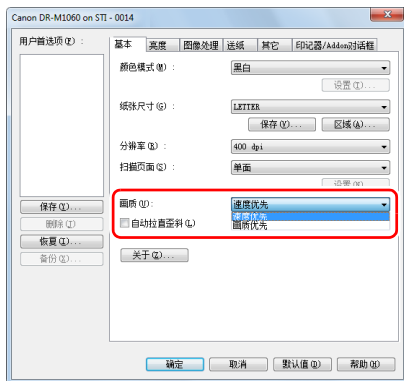 Canon DR-M1060 on STI - 0014
用户首选项(P) :
保存(Y)...
删除(I)
恢复(L)...
备份(X)...
基本 亮度 图像处理 送纸 其它 印记器/Addon对话框
颜色模式(M) :
黑白
设置(T)...
纸张尺寸(G) :
LETTER
保存(V)...
区域(A)...
分辨率(R) :
400 dpi
扫描页面(S) :
单面
设置(W)...
画质(U):
速度优先
速度优先
画质优先
自动拉直歪斜(L)
关于(Z)...
确定
取消
默认值(D)
帮助(H)